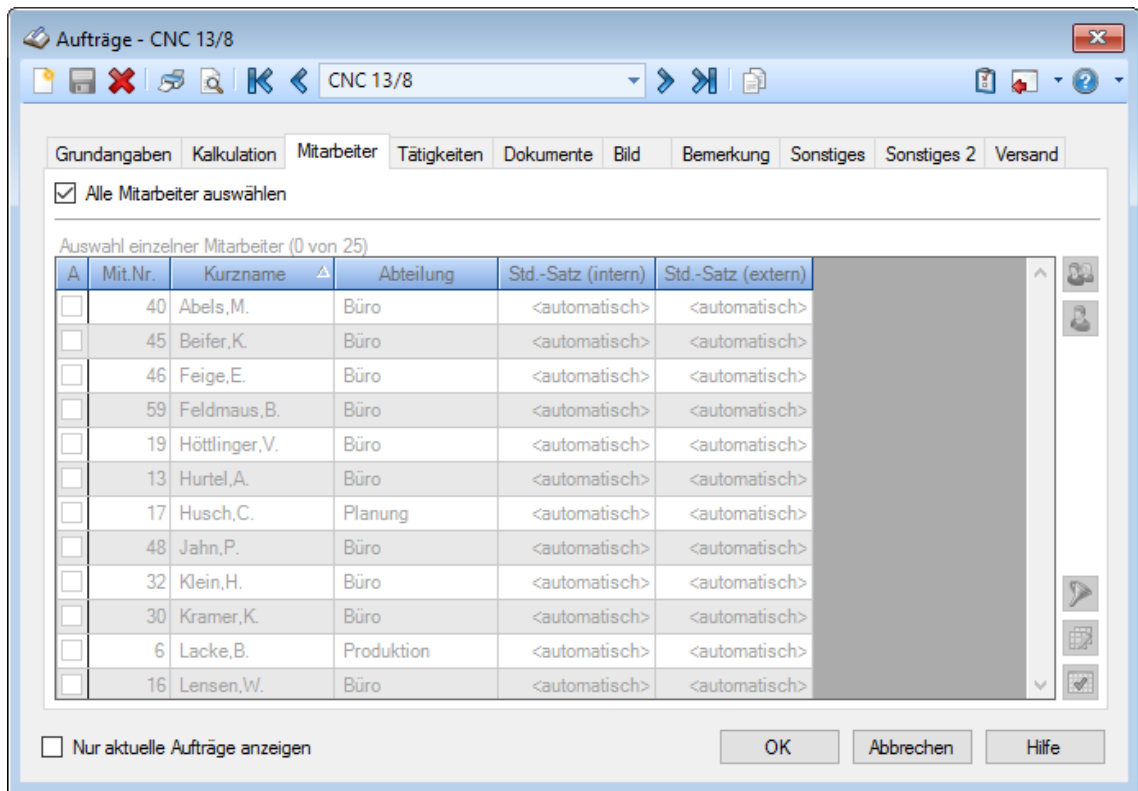 Aufträge - CNC 13/8
CNC 13/8
Grundangaben Kalkulation Mitarbeiter Tätigkeiten Dokumente Bild Bemerkung Sonstiges Sonstiges 2 Versand
Alle Mitarbeiter auswählen
Auswahl einzelner Mitarbeiter (0 von 25)
A Mit.Nr. Kurzname Abteilung Std.-Satz (intern) Std.-Satz (extern)
40 Abels,M. Büro <automatisch> <automatisch>
45 Beifer,K. Büro <automatisch> <automatisch>
46 Feige,E. Büro <automatisch> <automatisch>
59 Feldmaus,B. Büro <automatisch> <automatisch>
19 Höttlinger,V. Büro <automatisch> <automatisch>
13 Hurtel,A. Büro <automatisch> <automatisch>
17 Husch,C. Planung <automatisch> <automatisch>
48 Jahn,P. Büro <automatisch> <automatisch>
32 Klein,H. Büro <automatisch> <automatisch>
30 Kramer,K. Büro <automatisch> <automatisch>
6 Lacke,B. Produktion <automatisch> <automatisch>
16 Lensen,W. Büro <automatisch> <automatisch>
Nur aktuelle Aufträge anzeigen OK Abbrechen Hilfe